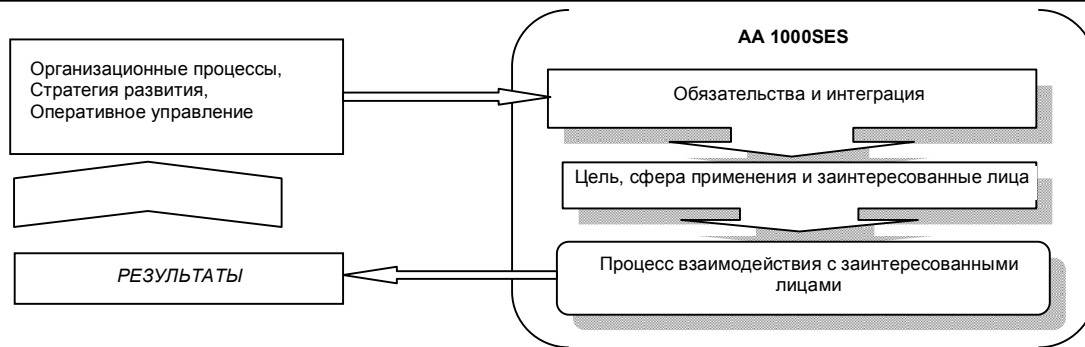 Организационные процессы,
Стратегия развития,
Оперативное управление
AA 1000SES
Обязательства и интеграция
Цель, сфера применения и заинтересованные лица
Процесс взаимодействия с заинтересованными
лицами
РЕЗУЛЬТАТЫ